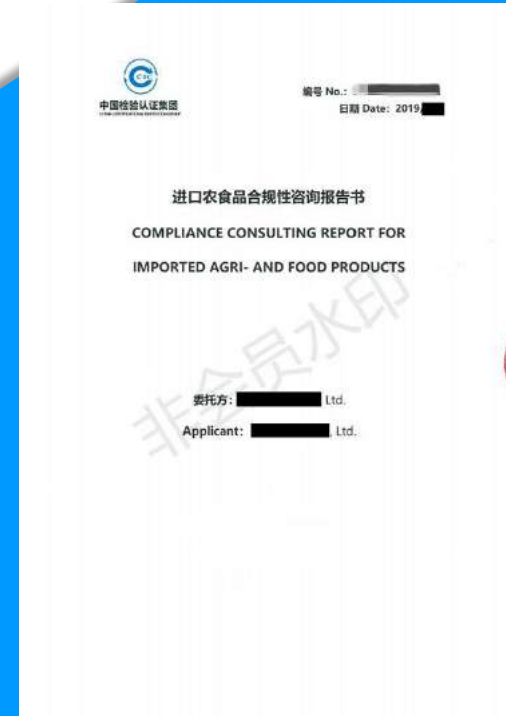 中国检验认证集团
编号 No.:
日期 Date: 2019.
进口农食品合规性咨询报告书
COMPLIANCE CONSULTING REPORT FOR
IMPORTED AGRI- AND FOOD PRODUCTS
非会员水印
委托方: Ltd.
Applicant: , Ltd.